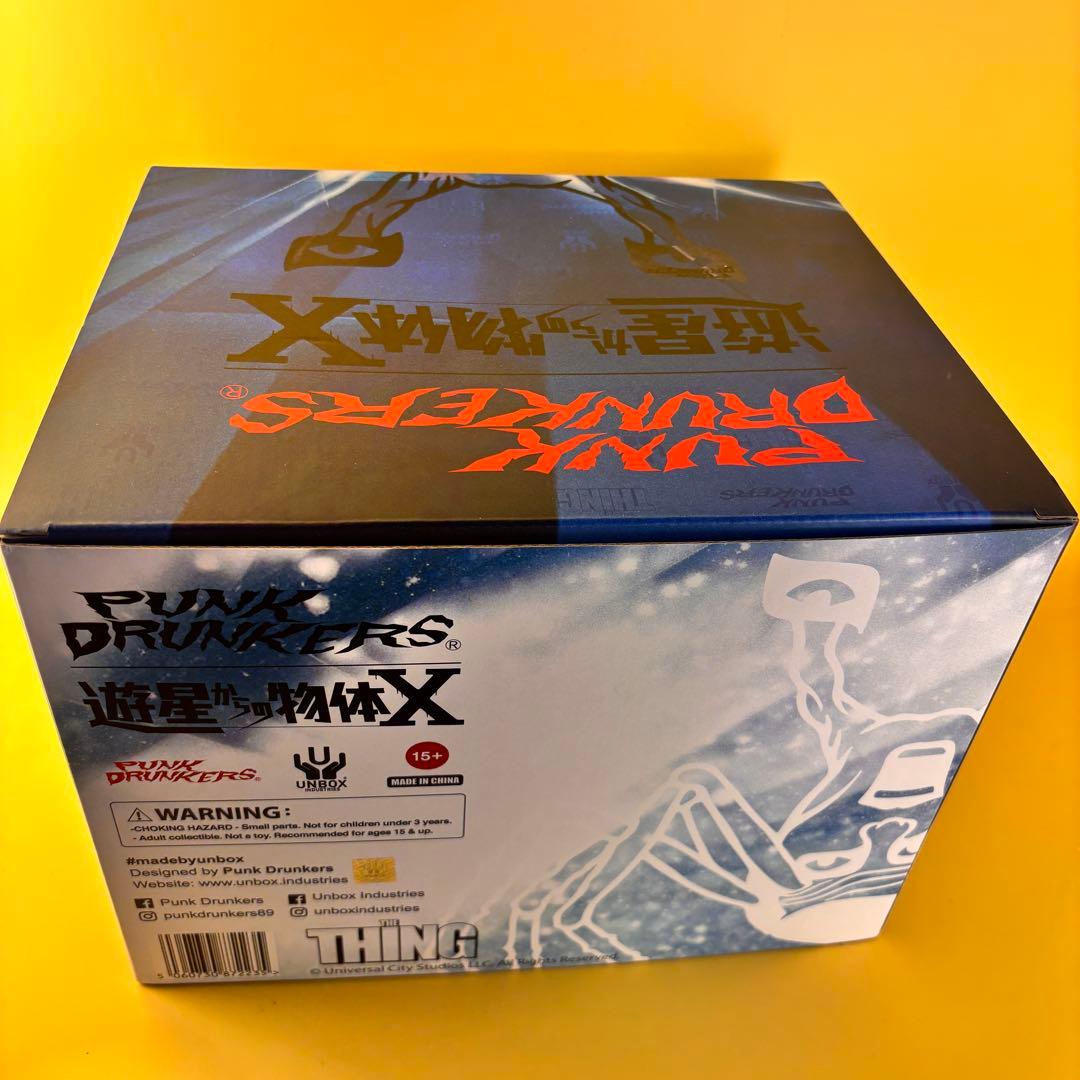 遊星からの物体X
PUNK
DRUNKERS®
THING
PUNK
DRUNKERS
PUNK
DRUNKERS®
遊星からの物体X
PUNK
DRUNKERS®
UNBOX®
INDUSTRIES
15+
MADE IN CHINA
⚠ WARNING:
-CHOKING HAZARD - Small parts. Not for children under 3 years.
- Adult collectible. Not a toy. Recommended for ages 15 & up.
#madebyunbox
Designed by Punk Drunkers
Website: www.unbox.industries
Punk Drunkers
Unbox Industries
punkdrunkers89
unboxindustries
THE
THING
© Universal City Studios LLC. All Rights Reserved.